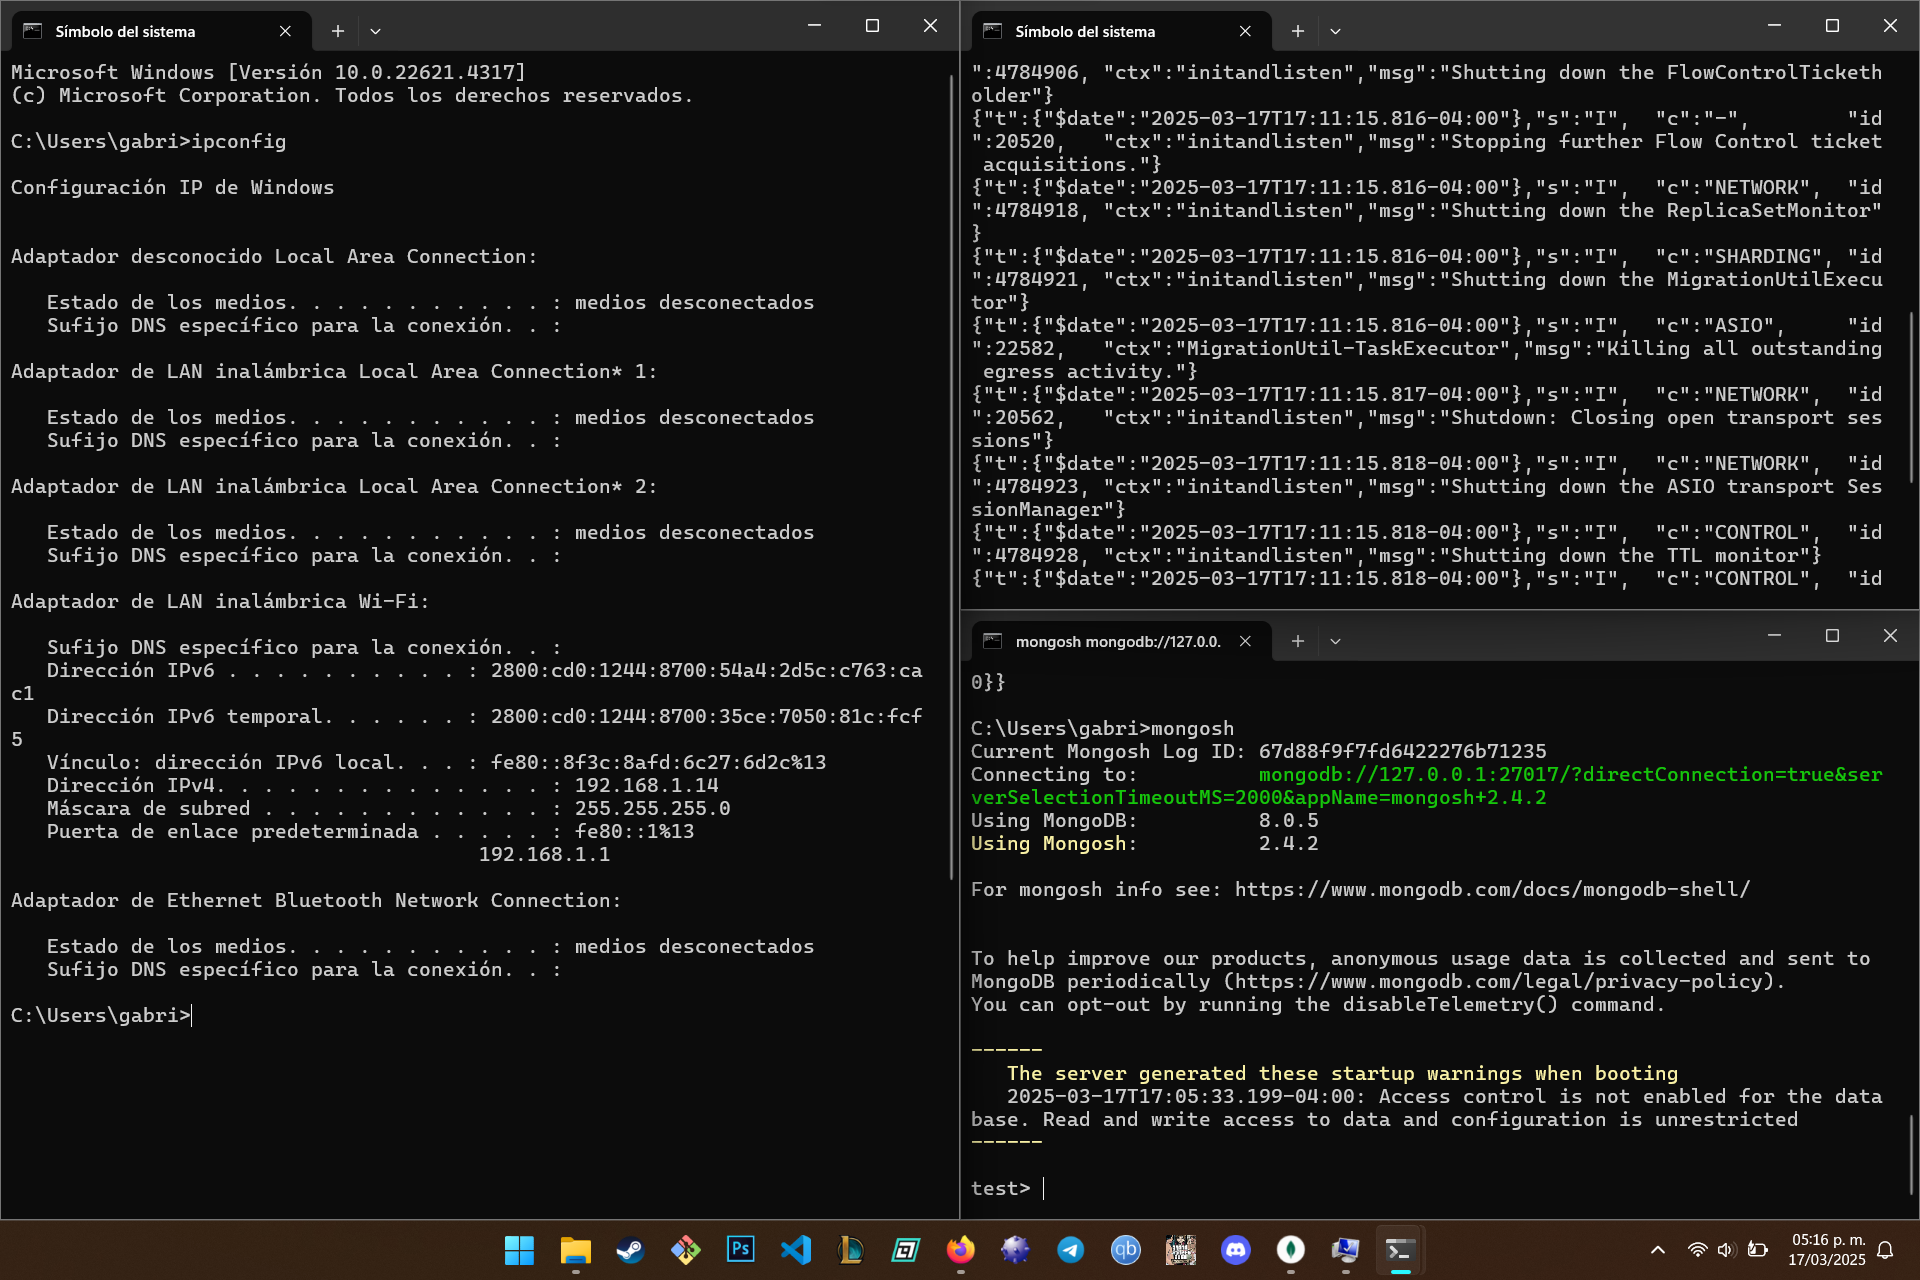 Símbolo del sistema
Microsoft Windows [Versión 10.0.22621.4317]
(c) Microsoft Corporation. Todos los derechos reservados.
C:\Users\gabri>ipconfig
Configuración IP de Windows
Adaptador desconocido Local Area Connection:
   Estado de los medios. . . . . . . . . . . : medios desconectados
   Sufijo DNS específico para la conexión. . :
Adaptador de LAN inalámbrica Local Area Connection* 1:
   Estado de los medios. . . . . . . . . . . : medios desconectados
   Sufijo DNS específico para la conexión. . :
Adaptador de LAN inalámbrica Local Area Connection* 2:
   Estado de los medios. . . . . . . . . . . : medios desconectados
   Sufijo DNS específico para la conexión. . :
Adaptador de LAN inalámbrica Wi-Fi:
   Sufijo DNS específico para la conexión. . :
   Dirección IPv6 . . . . . . . . . . : 2800:cd0:1244:8700:54a4:2d5c:c763:ca
c1
   Dirección IPv6 temporal. . . . . . : 2800:cd0:1244:8700:35ce:7050:81c:fcf
5
   Vínculo: dirección IPv6 local. . . : fe80::8f3c:8afd:6c27:6d2c%13
   Dirección IPv4. . . . . . . . . . . . . . : 192.168.1.14
   Máscara de subred . . . . . . . . . . . . : 255.255.255.0
   Puerta de enlace predeterminada . . . . . : fe80::1%13
                                       192.168.1.1
Adaptador de Ethernet Bluetooth Network Connection:
   Estado de los medios. . . . . . . . . . . : medios desconectados
   Sufijo DNS específico para la conexión. . :
C:\Users\gabri>
Símbolo del sistema
":4784906, "ctx":"initandlisten","msg":"Shutting down the FlowControlTicketh
older"}
{"t":{"$date":"2025-03-17T17:11:15.816-04:00"},"s":"I",  "c":"-",        "id
":20520,   "ctx":"initandlisten","msg":"Stopping further Flow Control ticket
 acquisitions."}
{"t":{"$date":"2025-03-17T17:11:15.816-04:00"},"s":"I",  "c":"NETWORK",  "id
":4784918, "ctx":"initandlisten","msg":"Shutting down the ReplicaSetMonitor"
}
{"t":{"$date":"2025-03-17T17:11:15.816-04:00"},"s":"I",  "c":"SHARDING", "id
":4784921, "ctx":"initandlisten","msg":"Shutting down the MigrationUtilExecu
tor"}
{"t":{"$date":"2025-03-17T17:11:15.816-04:00"},"s":"I",  "c":"ASIO",     "id
":22582,   "ctx":"MigrationUtil-TaskExecutor","msg":"Killing all outstanding
 egress activity."}
{"t":{"$date":"2025-03-17T17:11:15.817-04:00"},"s":"I",  "c":"NETWORK",  "id
":20562,   "ctx":"initandlisten","msg":"Shutdown: Closing open transport ses
sions"}
{"t":{"$date":"2025-03-17T17:11:15.818-04:00"},"s":"I",  "c":"NETWORK",  "id
":4784923, "ctx":"initandlisten","msg":"Shutting down the ASIO transport Ses
sionManager"}
{"t":{"$date":"2025-03-17T17:11:15.818-04:00"},"s":"I",  "c":"CONTROL",  "id
":4784928, "ctx":"initandlisten","msg":"Shutting down the TTL monitor"}
{"t":{"$date":"2025-03-17T17:11:15.818-04:00"},"s":"I",  "c":"CONTROL",  "id
mongosh mongodb://127.0.0.
0}}
C:\Users\gabri>mongosh
Current Mongosh Log ID: 67d88f9f7fd6422276b71235
Connecting to:          mongodb://127.0.0.1:27017/?directConnection=true&ser
verSelectionTimeoutMS=2000&appName=mongosh+2.4.2
Using MongoDB:          8.0.5
Using Mongosh:          2.4.2
For mongosh info see: https://www.mongodb.com/docs/mongodb-shell/
To help improve our products, anonymous usage data is collected and sent to
MongoDB periodically (https://www.mongodb.com/legal/privacy-policy).
You can opt-out by running the disableTelemetry() command.
------
   The server generated these startup warnings when booting
   2025-03-17T17:05:33.199-04:00: Access control is not enabled for the data
base. Read and write access to data and configuration is unrestricted
------
test>
Ps
qb
05:16 p. m.
17/03/2025